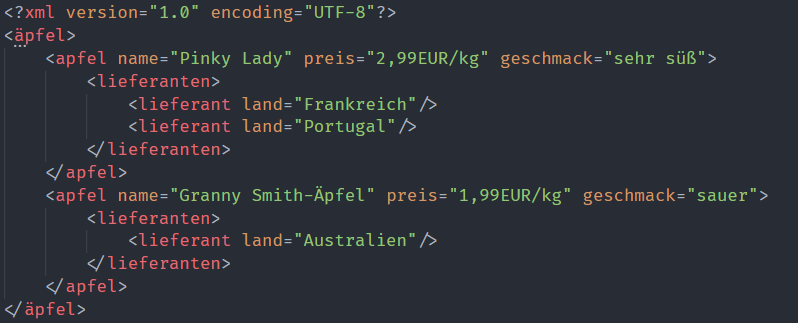 <?xml version="1.0" encoding="UTF-8"?>
<äpfel>
    <apfel name="Pinky Lady" preis="2,99EUR/kg" geschmack="sehr süß">
        <lieferanten>
            <lieferant land="Frankreich"/>
            <lieferant land="Portugal"/>
        </lieferanten>
    </apfel>
    <apfel name="Granny Smith-Äpfel" preis="1,99EUR/kg" geschmack="sauer">
        <lieferanten>
            <lieferant land="Australien"/>
        </lieferanten>
    </apfel>
</äpfel>